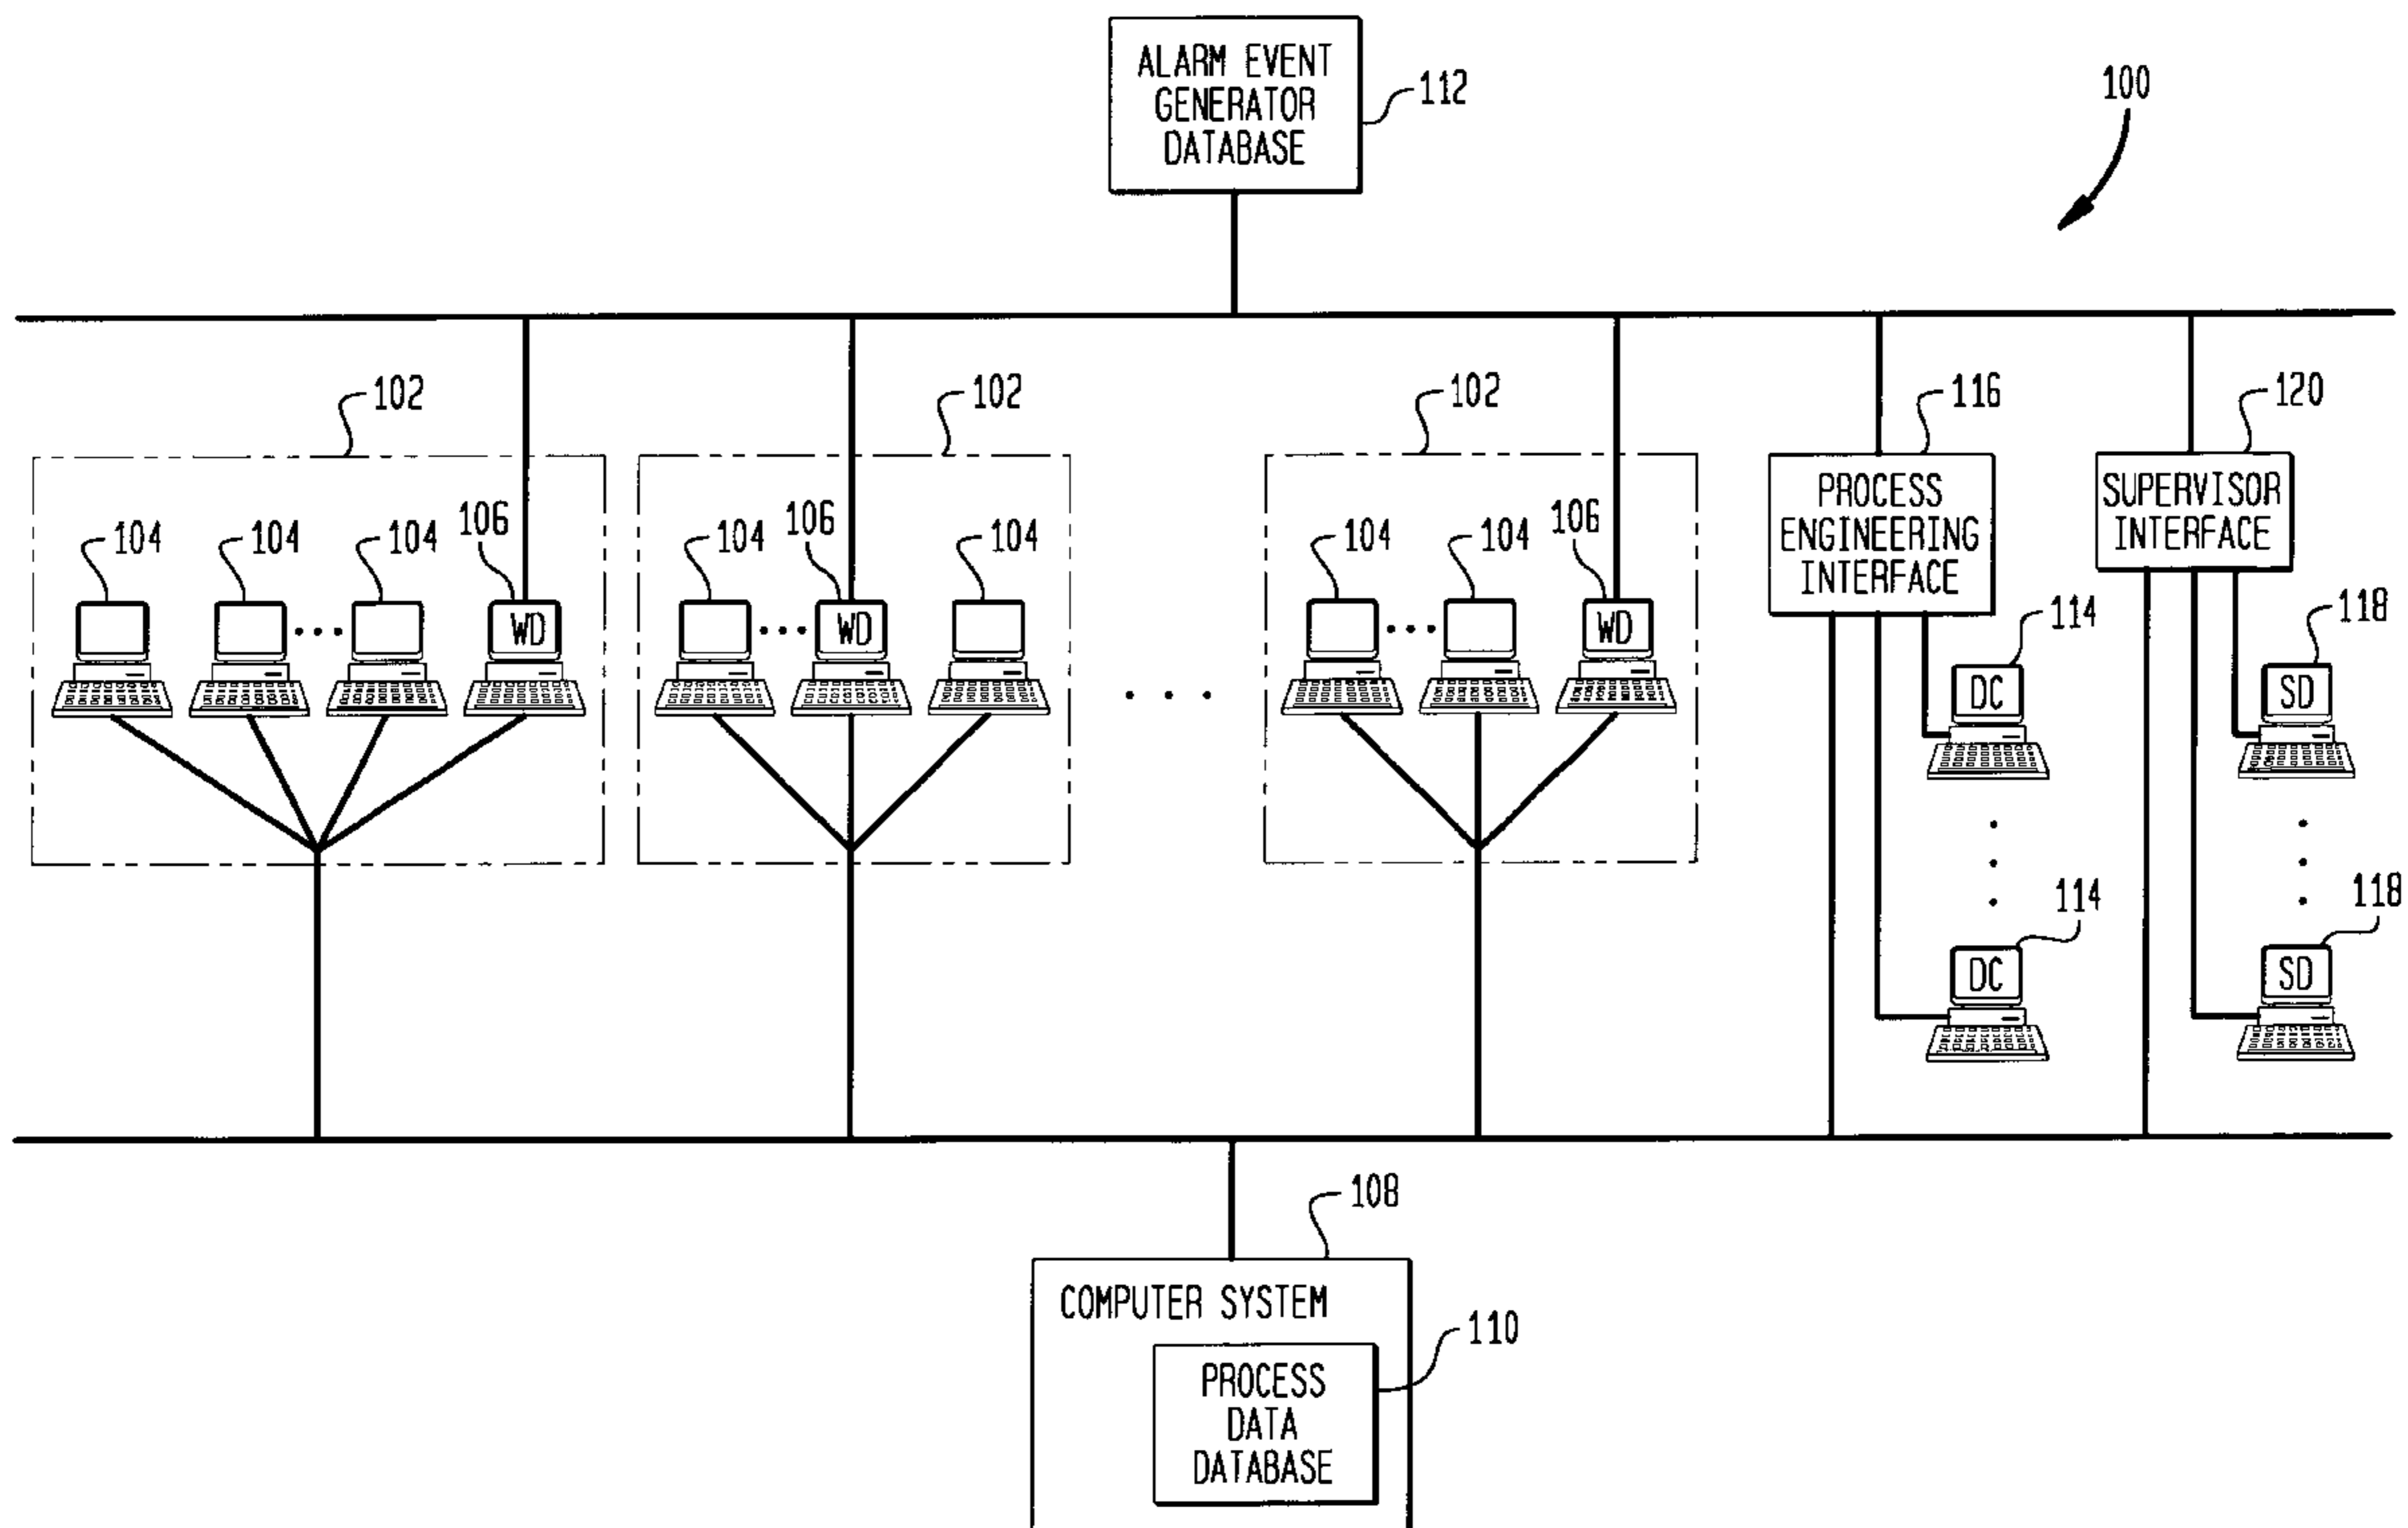 ALARM EVENT
GENERATOR
DATABASE
112
100
102
102
102
116
120
104
104
104
106
104
106
104
104
104
106
PROCESS
ENGINEERING
INTERFACE
SUPERVISOR
INTERFACE
WD
WD
WD
114
118
DC
SD
114
118
DC
SD
108
COMPUTER SYSTEM
110
PROCESS
DATA
DATABASE